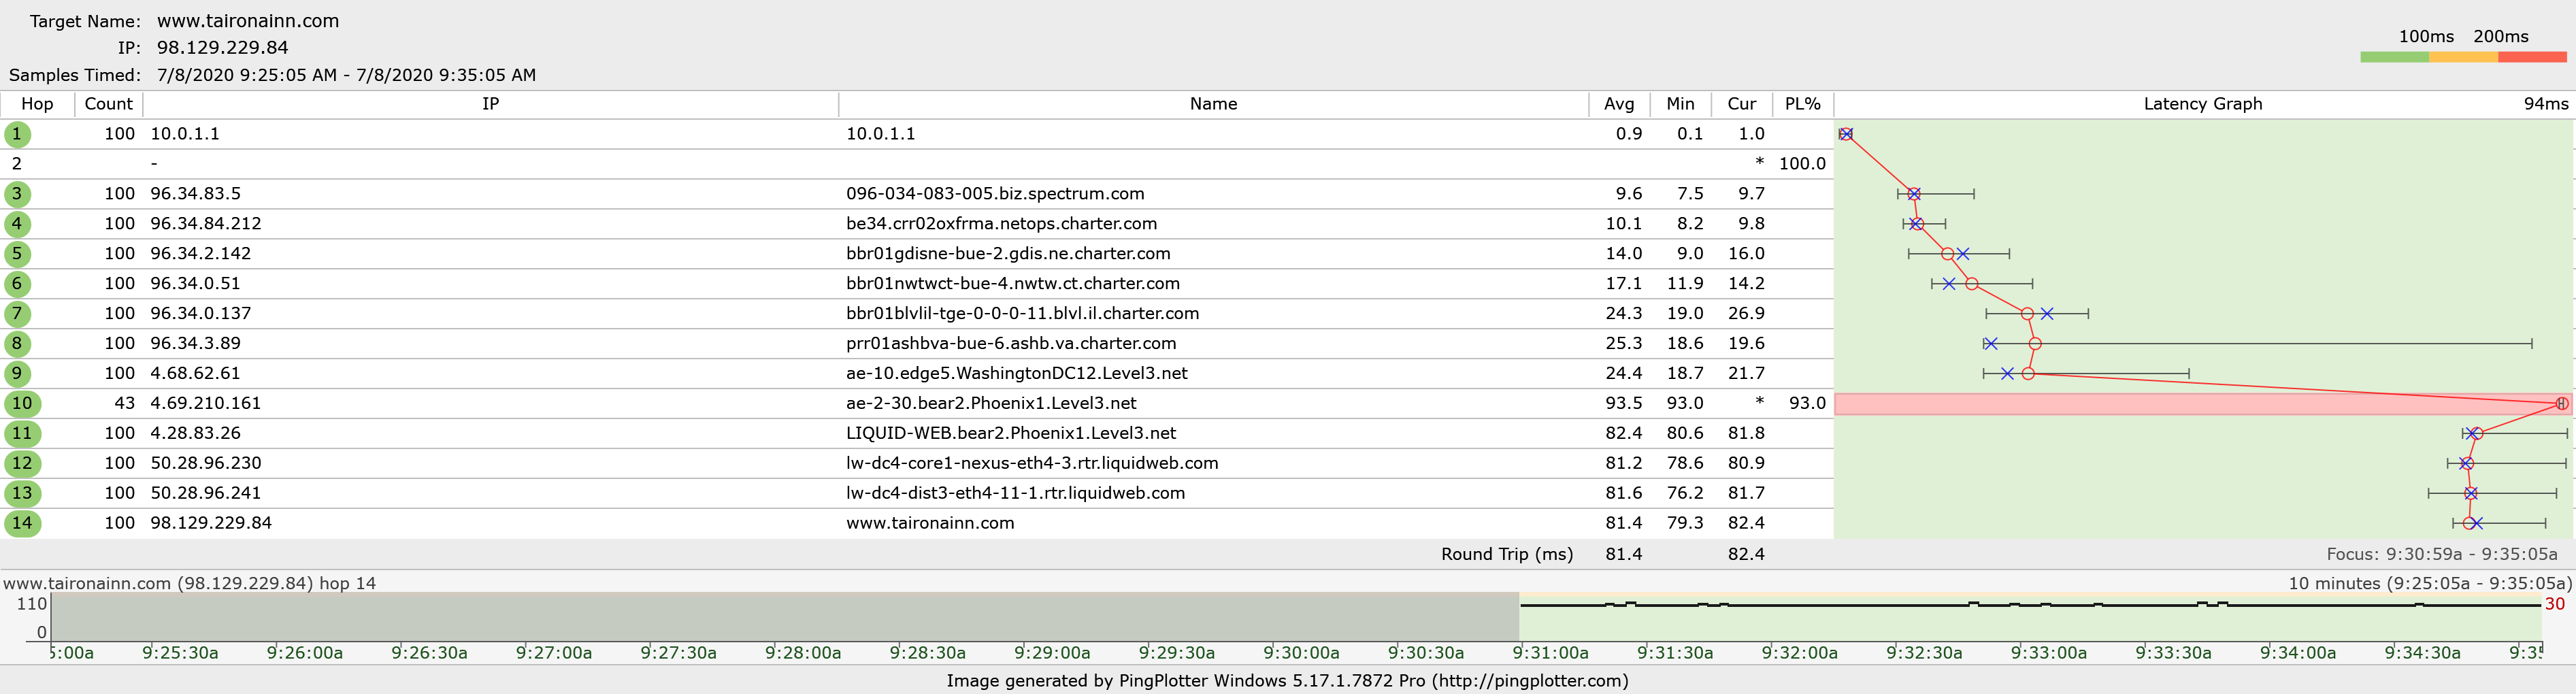 Target Name: www.taironainn.com
IP: 98.129.229.84
Samples Timed: 7/8/2020 9:25:05 AM - 7/8/2020 9:35:05 AM
100ms 200ms
Hop Count IP Name Avg Min Cur PL% Latency Graph 94ms
1 100 10.0.1.1 10.0.1.1 0.9 0.1 1.0
2 - * 100.0
3 100 96.34.83.5 096-034-083-005.biz.spectrum.com 9.6 7.5 9.7
4 100 96.34.84.212 be34.crr02oxfrma.netops.charter.com 10.1 8.2 9.8
5 100 96.34.2.142 bbr01gdisne-bue-2.gdis.ne.charter.com 14.0 9.0 16.0
6 100 96.34.0.51 bbr01nwtwct-bue-4.nwtw.ct.charter.com 17.1 11.9 14.2
7 100 96.34.0.137 bbr01blvlil-tge-0-0-0-11.blvl.il.charter.com 24.3 19.0 26.9
8 100 96.34.3.89 prr01ashbva-bue-6.ashb.va.charter.com 25.3 18.6 19.6
9 100 4.68.62.61 ae-10.edge5.WashingtonDC12.Level3.net 24.4 18.7 21.7
10 43 4.69.210.161 ae-2-30.bear2.Phoenix1.Level3.net 93.5 93.0 * 93.0
11 100 4.28.83.26 LIQUID-WEB.bear2.Phoenix1.Level3.net 82.4 80.6 81.8
12 100 50.28.96.230 lw-dc4-core1-nexus-eth4-3.rtr.liquidweb.com 81.2 78.6 80.9
13 100 50.28.96.241 lw-dc4-dist3-eth4-11-1.rtr.liquidweb.com 81.6 76.2 81.7
14 100 98.129.229.84 www.taironainn.com 81.4 79.3 82.4
Round Trip (ms) 81.4 82.4 Focus: 9:30:59a - 9:35:05a
www.taironainn.com (98.129.229.84) hop 14 10 minutes (9:25:05a - 9:35:05a)
110 30
0
5:00a 9:25:30a 9:26:00a 9:26:30a 9:27:00a 9:27:30a 9:28:00a 9:28:30a 9:29:00a 9:29:30a 9:30:00a 9:30:30a 9:31:00a 9:31:30a 9:32:00a 9:32:30a 9:33:00a 9:33:30a 9:34:00a 9:34:30a
Image generated by PingPlotter Windows 5.17.1.7872 Pro (http://pingplotter.com)